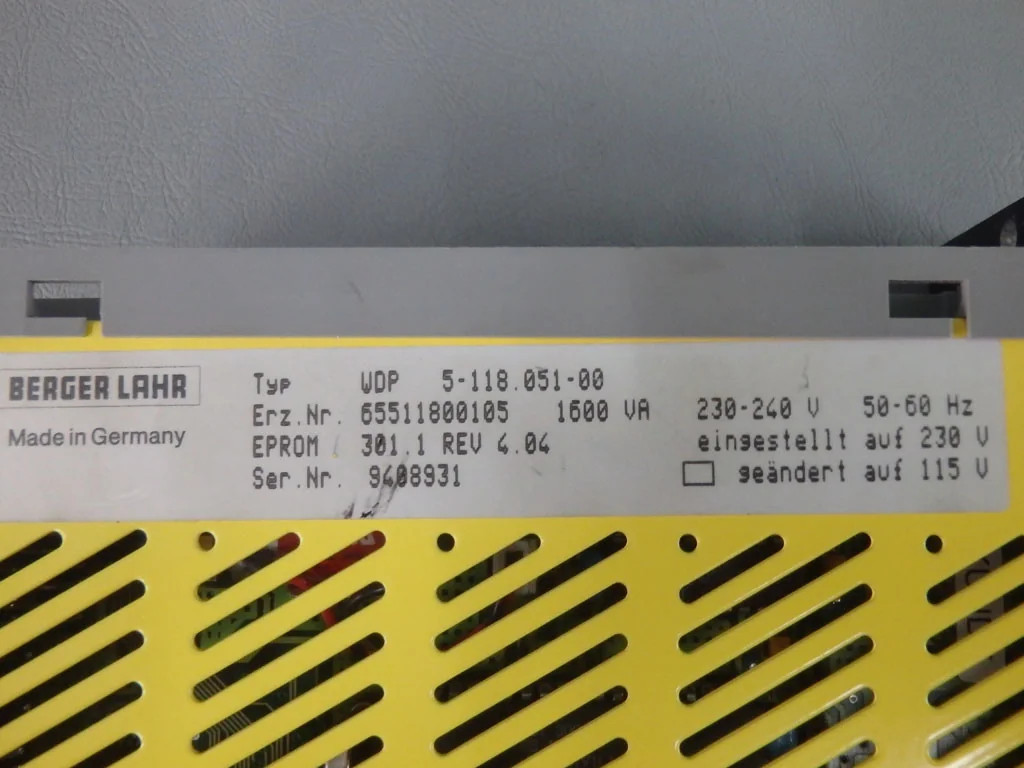 BERGER LAHR
Made in Germany
Typ WDP 5-118.051-00
Erz.Nr. 65511800105 1600 VA 230-240 V 50-60 Hz
EPROM 301.1 REV 4.04 eingestellt auf 230 V
Ser.Nr. 9408931 geändert auf 115 V